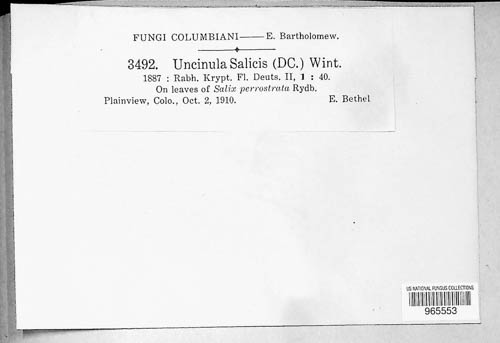 FUNGI COLUMBIANI——E. Bartholomew.
3492. Uncinula Salicis (DC.) Wint.
1887 : Rabh. Krypt. Fl. Deuts. II, 1 : 40.
On leaves of Salix perrostrata Rydb.
Plainview, Colo., Oct. 2, 1910. E. Bethel
US NATIONAL FUNGUS COLLECTIONS
965553